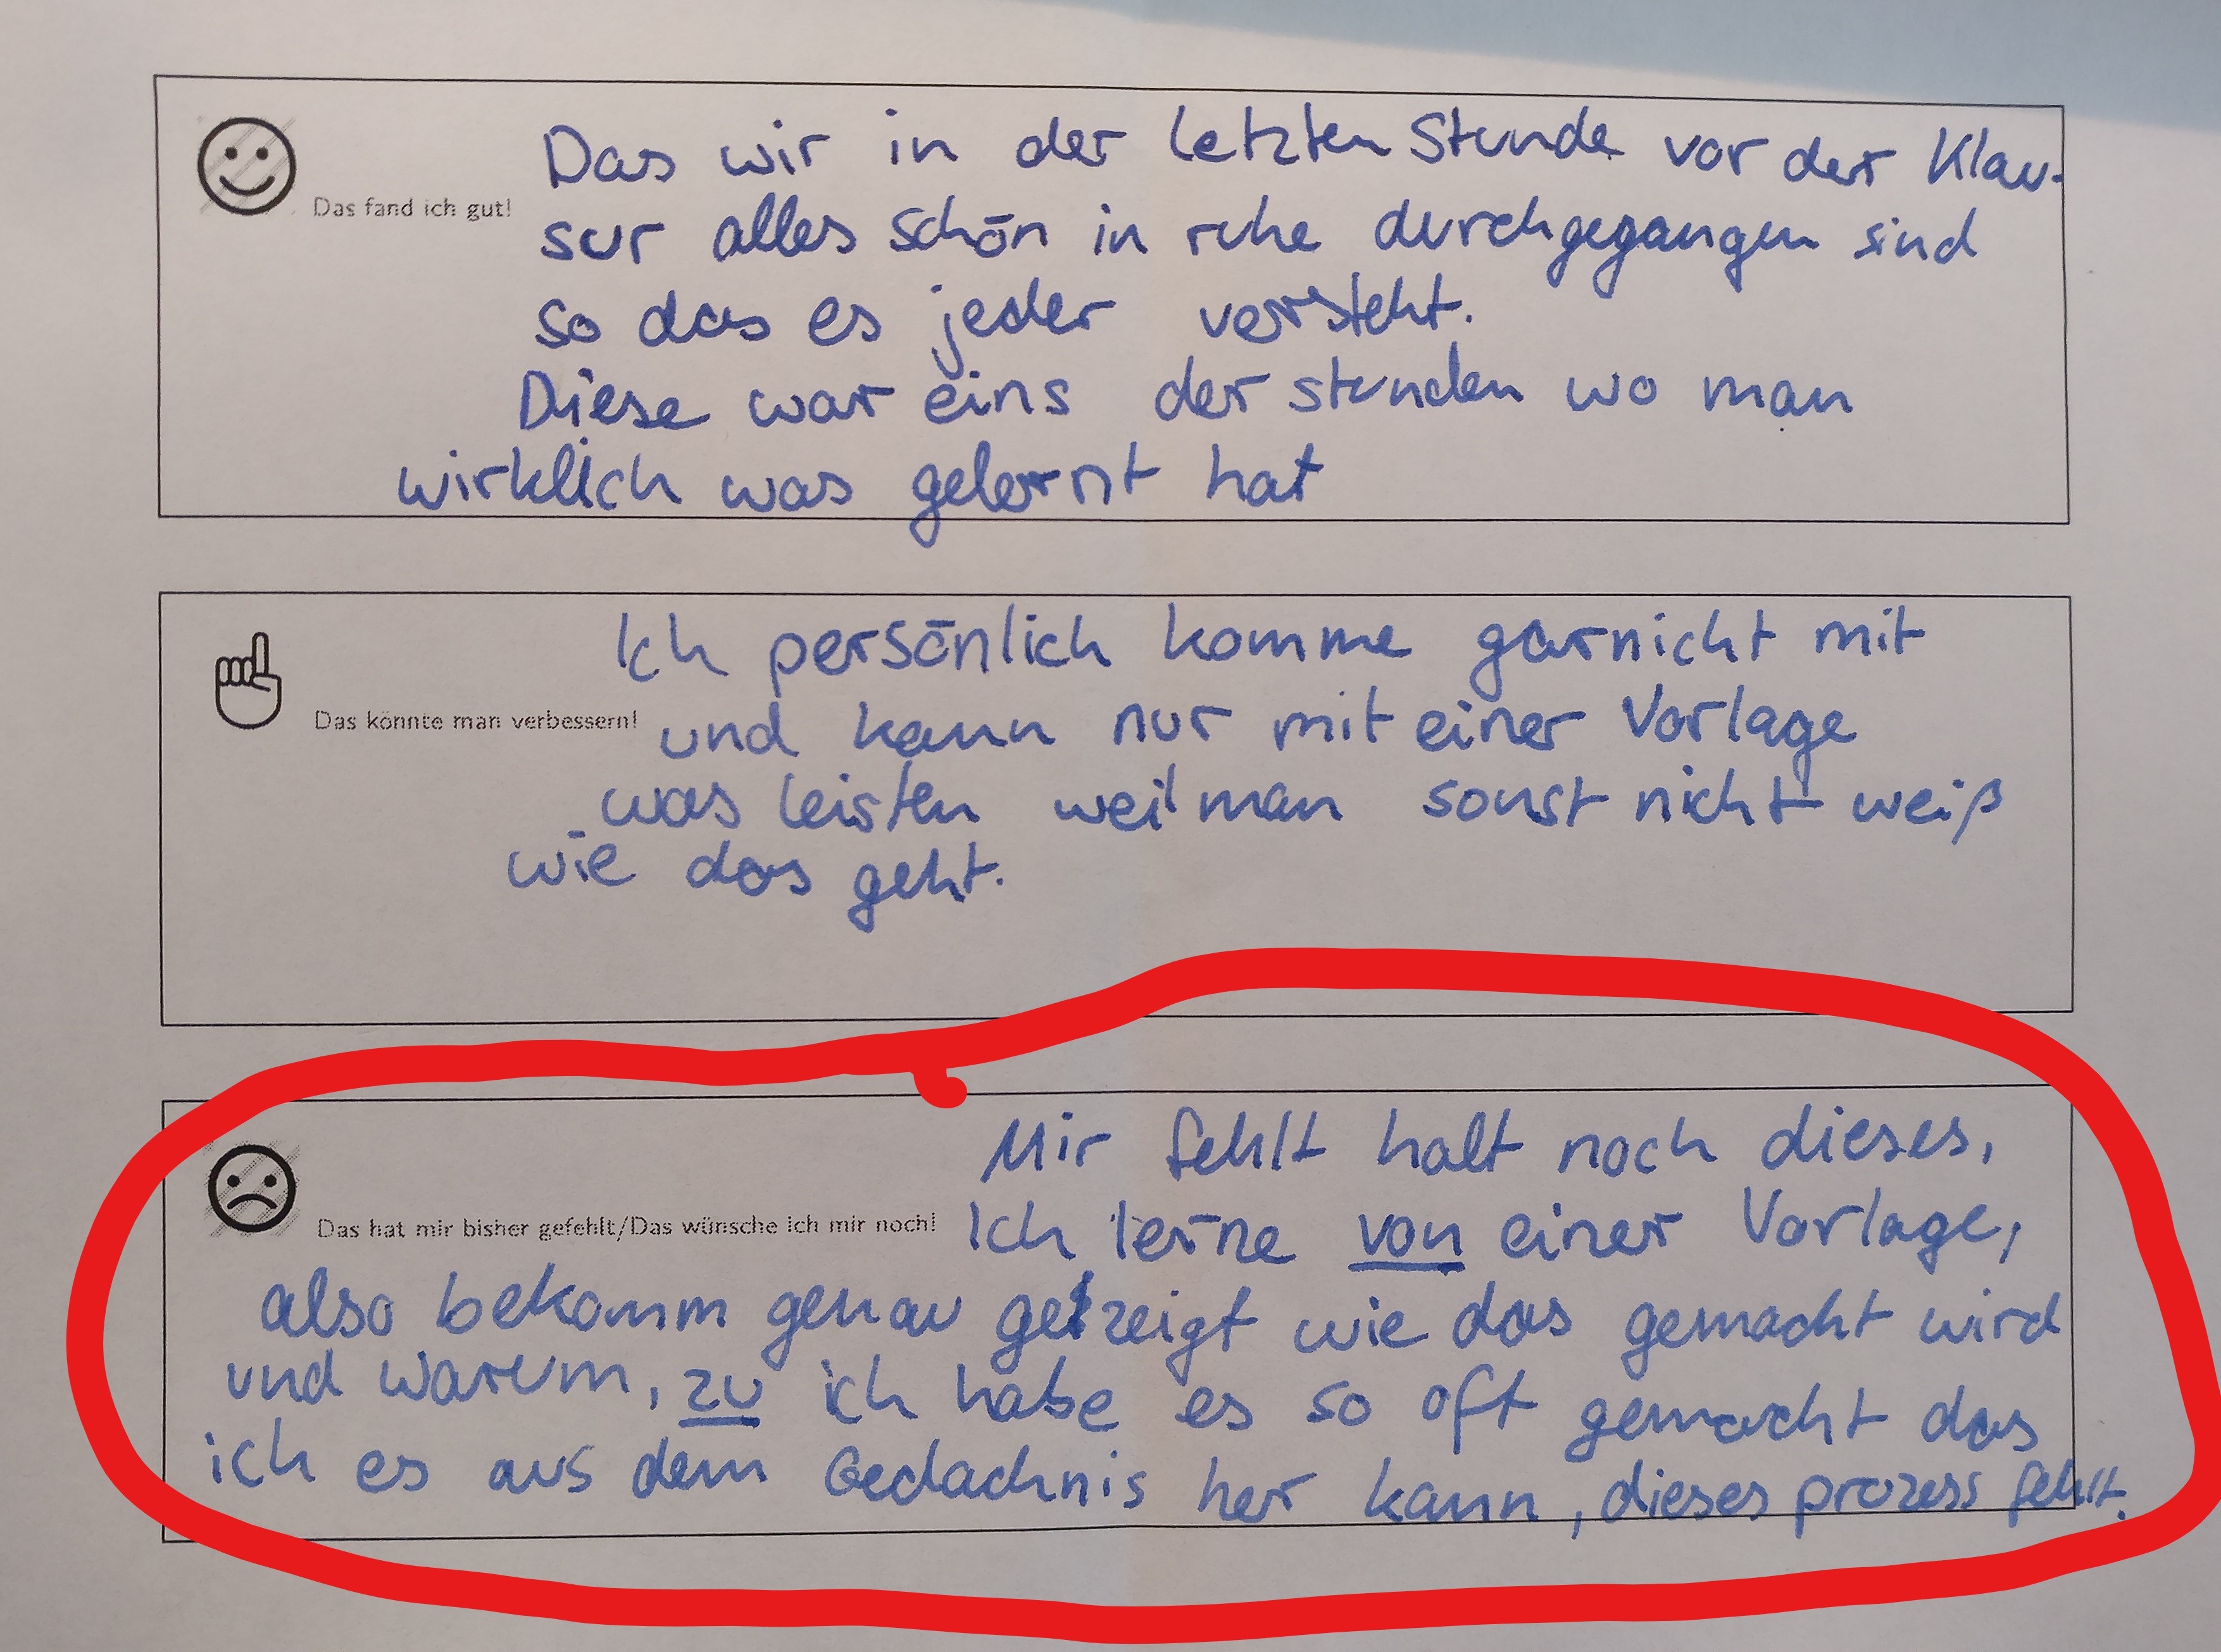 Das wir in der letzten Stunde vor der Klau-
Das fand ich gut!
sur alles schön in ruhe durchgegangen sind
so das es jeder versteht.
Diese war eins der stunden wo man
wirklich was gelernt hat
Ich persönlich komme garnicht mit
Das könnte man verbessern!
und kann nur mit einer Vorlage
was leisten weil man sonst nicht weiß
wie das geht.
Mir fehlt halt noch dieses,
Das hat mir bisher gefehlt/Das wünsche ich mir noch!
Ich lerne von einer Vorlage,
also bekomm genau gezeigt wie das gemacht wird
und warum, zu ich habe es so oft gemacht das
ich es aus dem Gedachnis her kann, dieses prozess fehlt.